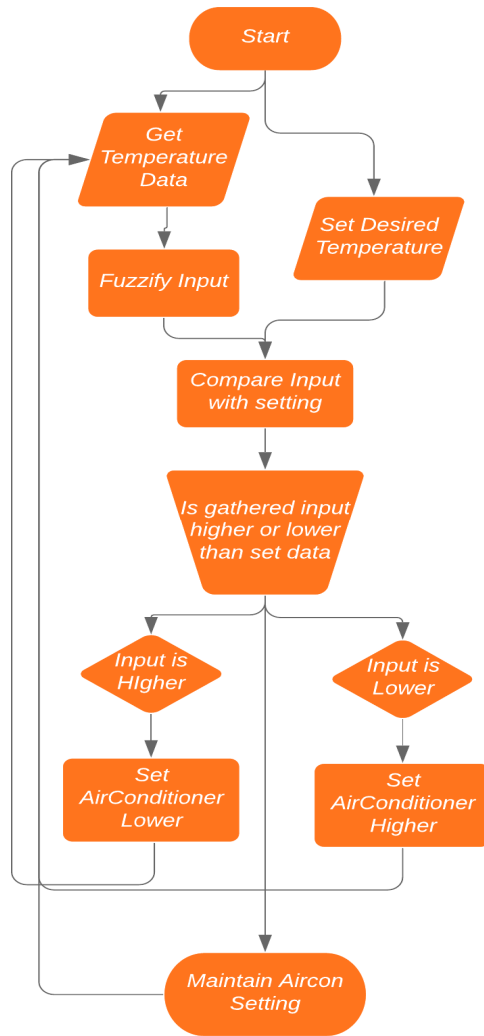 Start
Get
Temperature
Data
Set Desired
Temperature
Fuzzify Input
Compare Input
with setting
Is gathered input
higher or lower
than set data
Input is
HIgher
Input is
Lower
Set
AirConditioner
Lower
Set
AirConditioner
Higher
Maintain Aircon
Setting